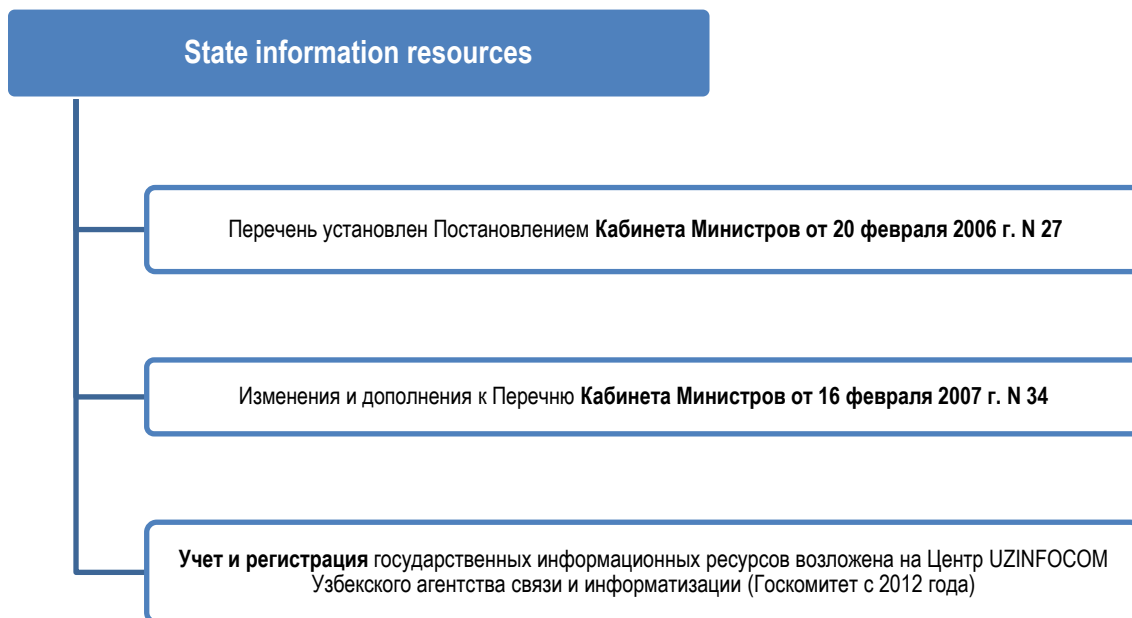 State information resources
Перечень установлен Постановлением Кабинета Министров от 20 февраля 2006 г. N 27
Изменения и дополнения к Перечню Кабинета Министров от 16 февраля 2007 г. N 34
Учет и регистрация государственных информационных ресурсов возложена на Центр UZINFOCOM
Узбекского агентства связи и информатизации (Госкомитет с 2012 года)